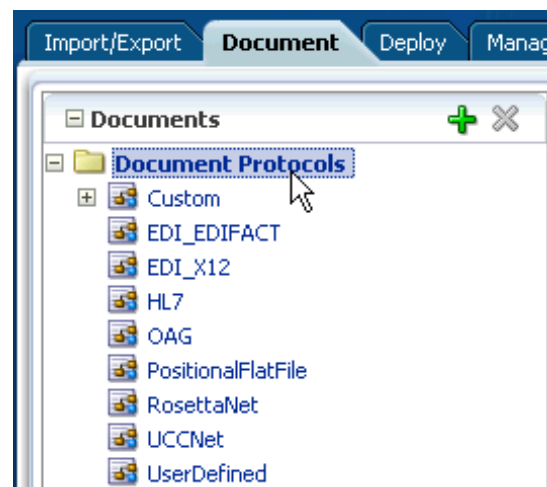 Import/Export Document Deploy Manag
Documents
Document Protocols
Custom
EDI_EDIFACT
EDI_X12
HL7
OAG
PositionalFlatFile
RosettaNet
UCCNet
UserDefined